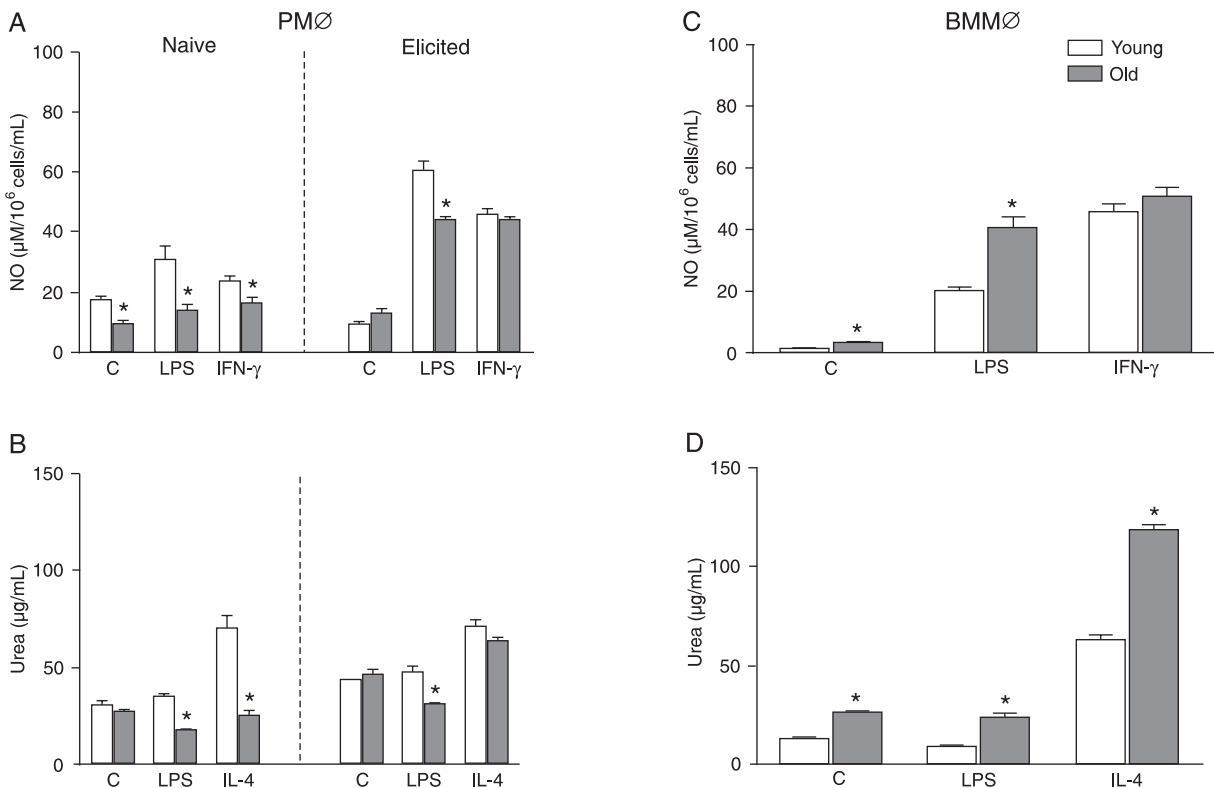 A
PMØ
Naive
Elicited
NO (µM/10⁶ cells/mL)
100
80
60
40
20
0
*
*
*
*
C
LPS
IFN-γ
C
LPS
IFN-γ
C
BMMØ
Young
Old
NO (µM/10⁶ cells/mL)
100
80
60
40
20
0
*
*
C
LPS
IFN-γ
B
Urea (µg/mL)
150
100
50
0
*
*
*
C
LPS
IL-4
C
LPS
IL-4
D
Urea (µg/mL)
150
100
50
0
*
*
*
C
LPS
IL-4